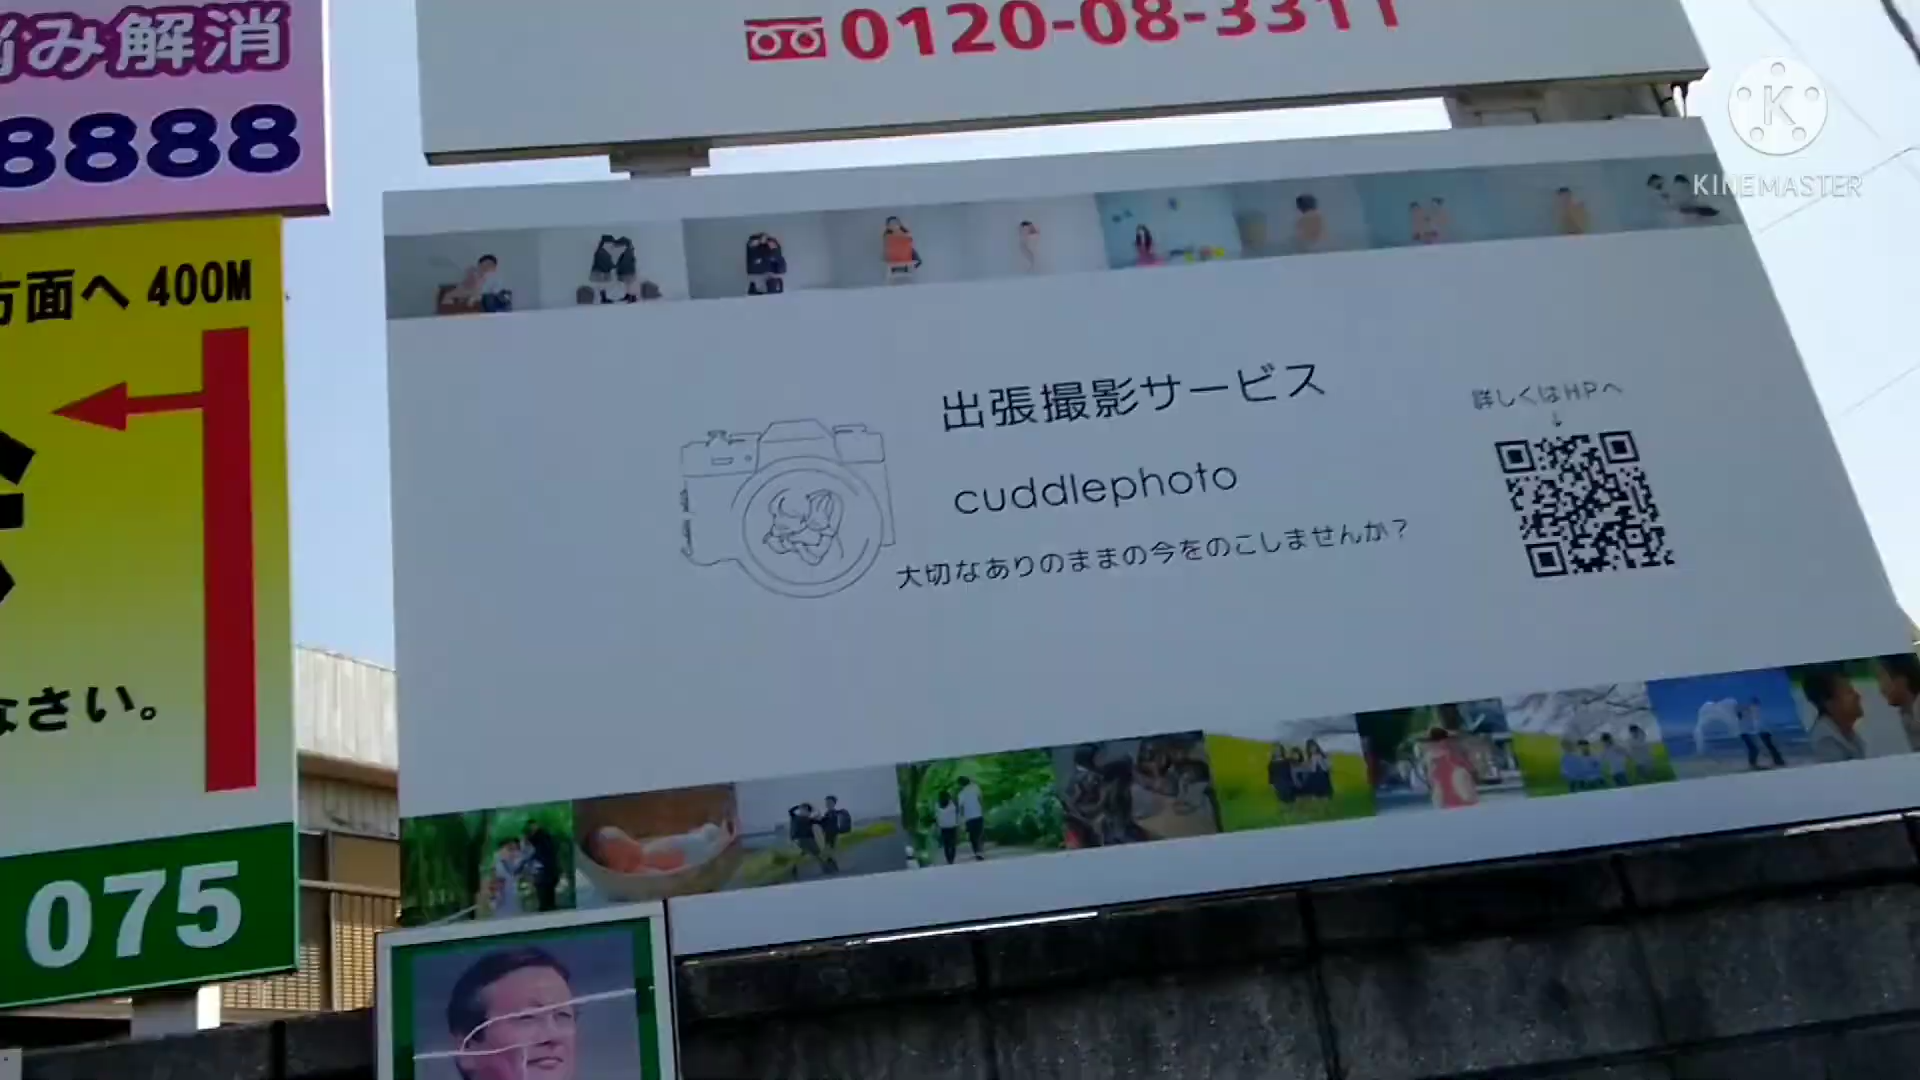 み解消
8888
0120-08-3311
KINEMASTER
方面へ 400M
出張撮影サービス
cuddlephoto
大切なありのままの今をのこしませんか?
詳しくはHPへ
↓
なさい。
075